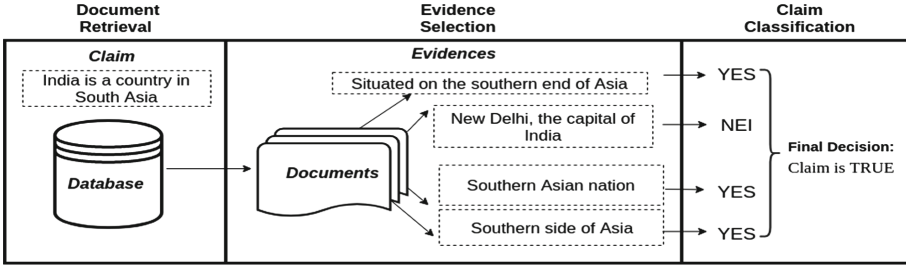 Document
Retrieval
Evidence
Selection
Claim
Classification
Claim
India is a country in
South Asia
Database
Evidences
Documents
Situated on the southern end of Asia
New Delhi, the capital of
India
Southern Asian nation
Southern side of Asia
YES
NEI
YES
YES
Final Decision:
Claim is TRUE